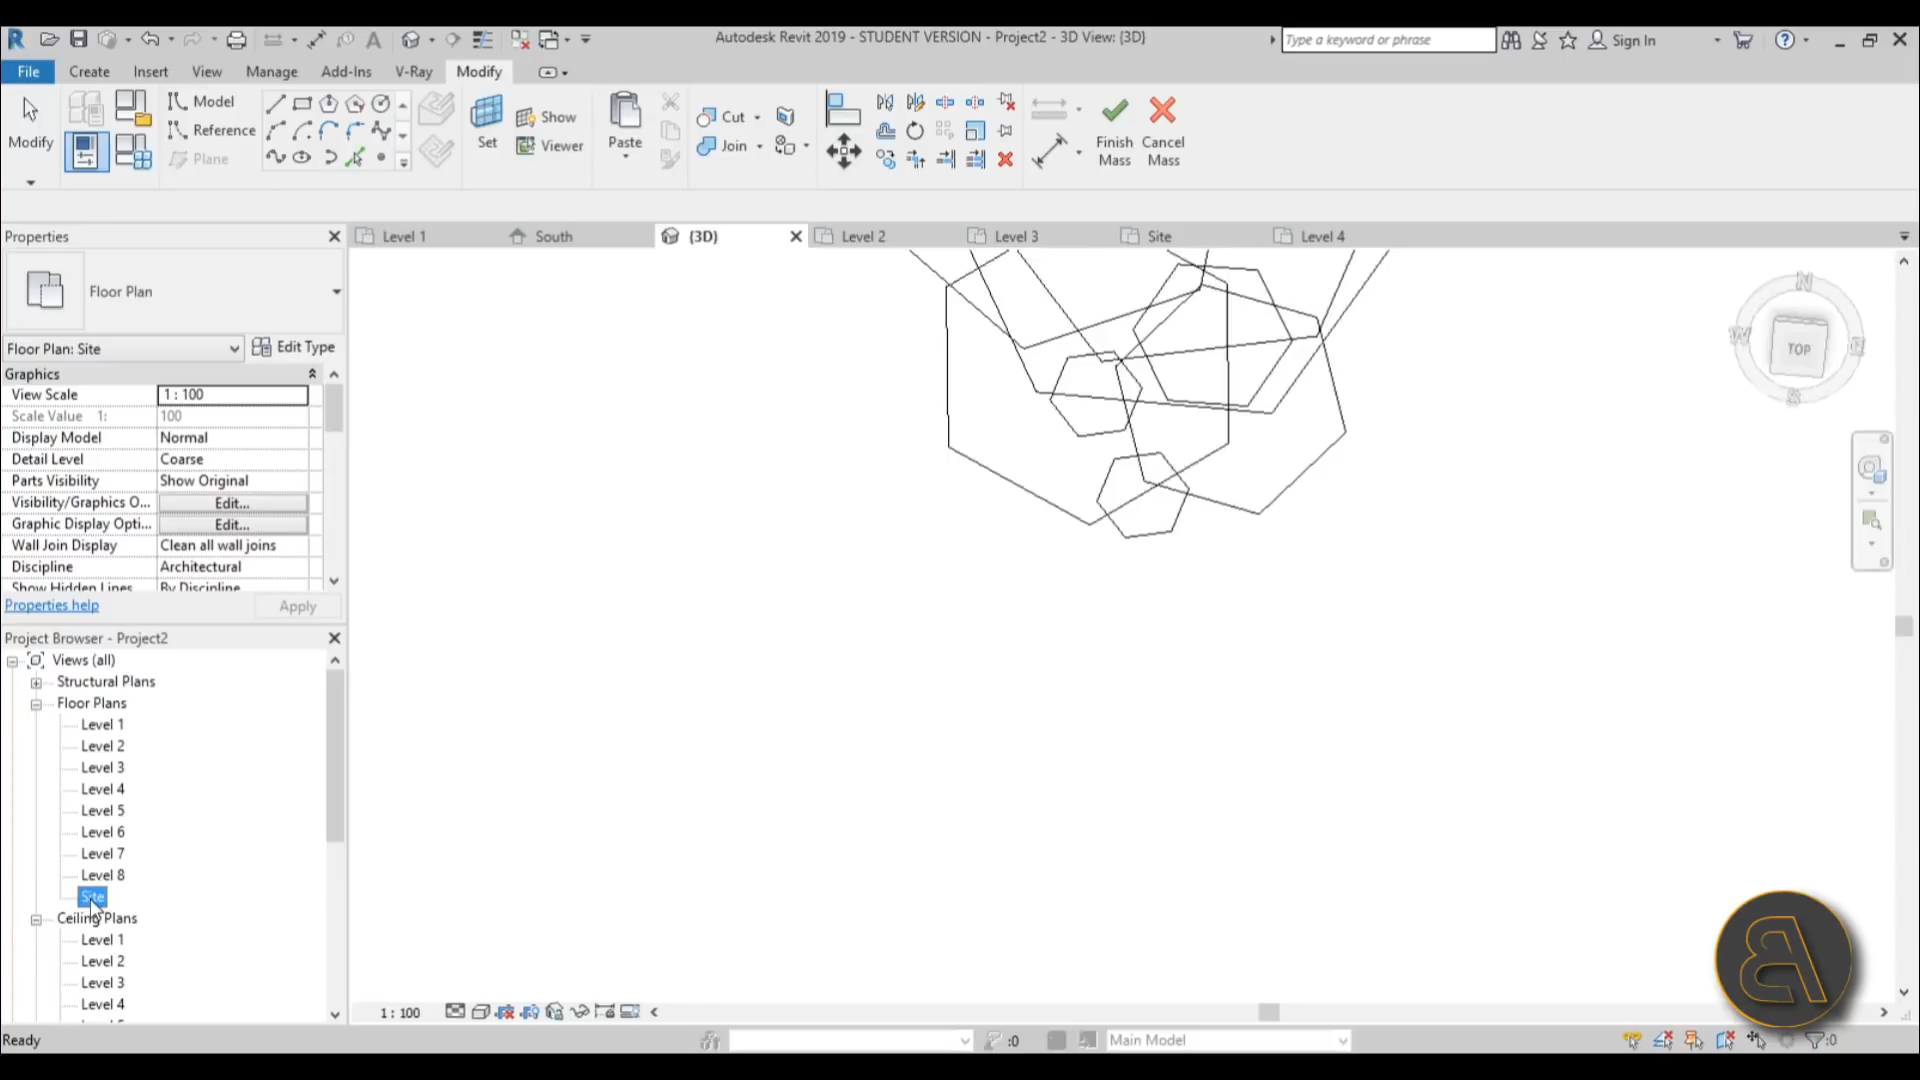 Autodesk Revit 2019 - STUDENT VERSION - Project2 - 3D View: {3D}
Type a keyword or phrase
Sign In
File Create Insert View Manage Add-Ins V-Ray Modify
Modify
Model
Reference
Plane
Set
Show
Viewer
Paste
Cut
Join
Finish Mass
Cancel Mass
Properties
Level 1
South
{3D}
Level 2
Level 3
Site
Level 4
Floor Plan
Floor Plan: Site
Edit Type
Graphics
View Scale 1 : 100
Scale Value 1: 100
Display Model Normal
Detail Level Coarse
Parts Visibility Show Original
Visibility/Graphics O... Edit...
Graphic Display Opti... Edit...
Wall Join Display Clean all wall joins
Discipline Architectural
Show Hidden Lines By Discipline
Properties help
Apply
Project Browser - Project2
Views (all)
Structural Plans
Floor Plans
Level 1
Level 2
Level 3
Level 4
Level 5
Level 6
Level 7
Level 8
Site
Ceiling Plans
Level 1
Level 2
Level 3
Level 4
N
W
E
S
TOP
1 : 100
Ready
:0
Main Model
:0